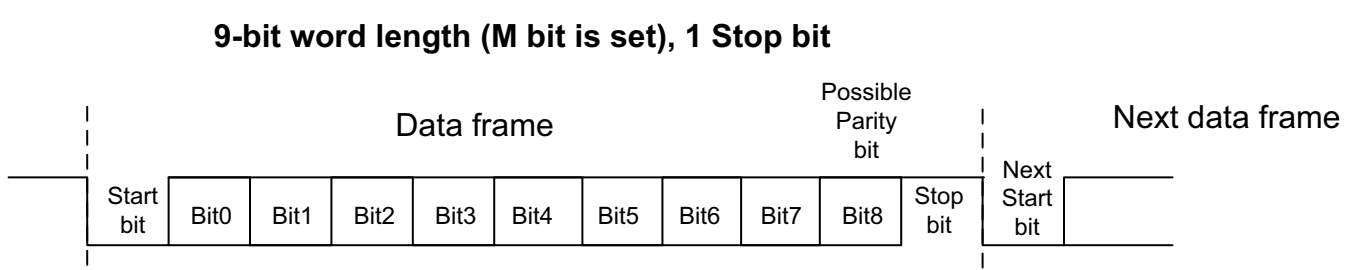 9-bit word length (M bit is set), 1 Stop bit
Possible
Parity
bit
Data frame
Next data frame
Start
bit
Bit0
Bit1
Bit2
Bit3
Bit4
Bit5
Bit6
Bit7
Bit8
Stop
bit
Next
Start
bit